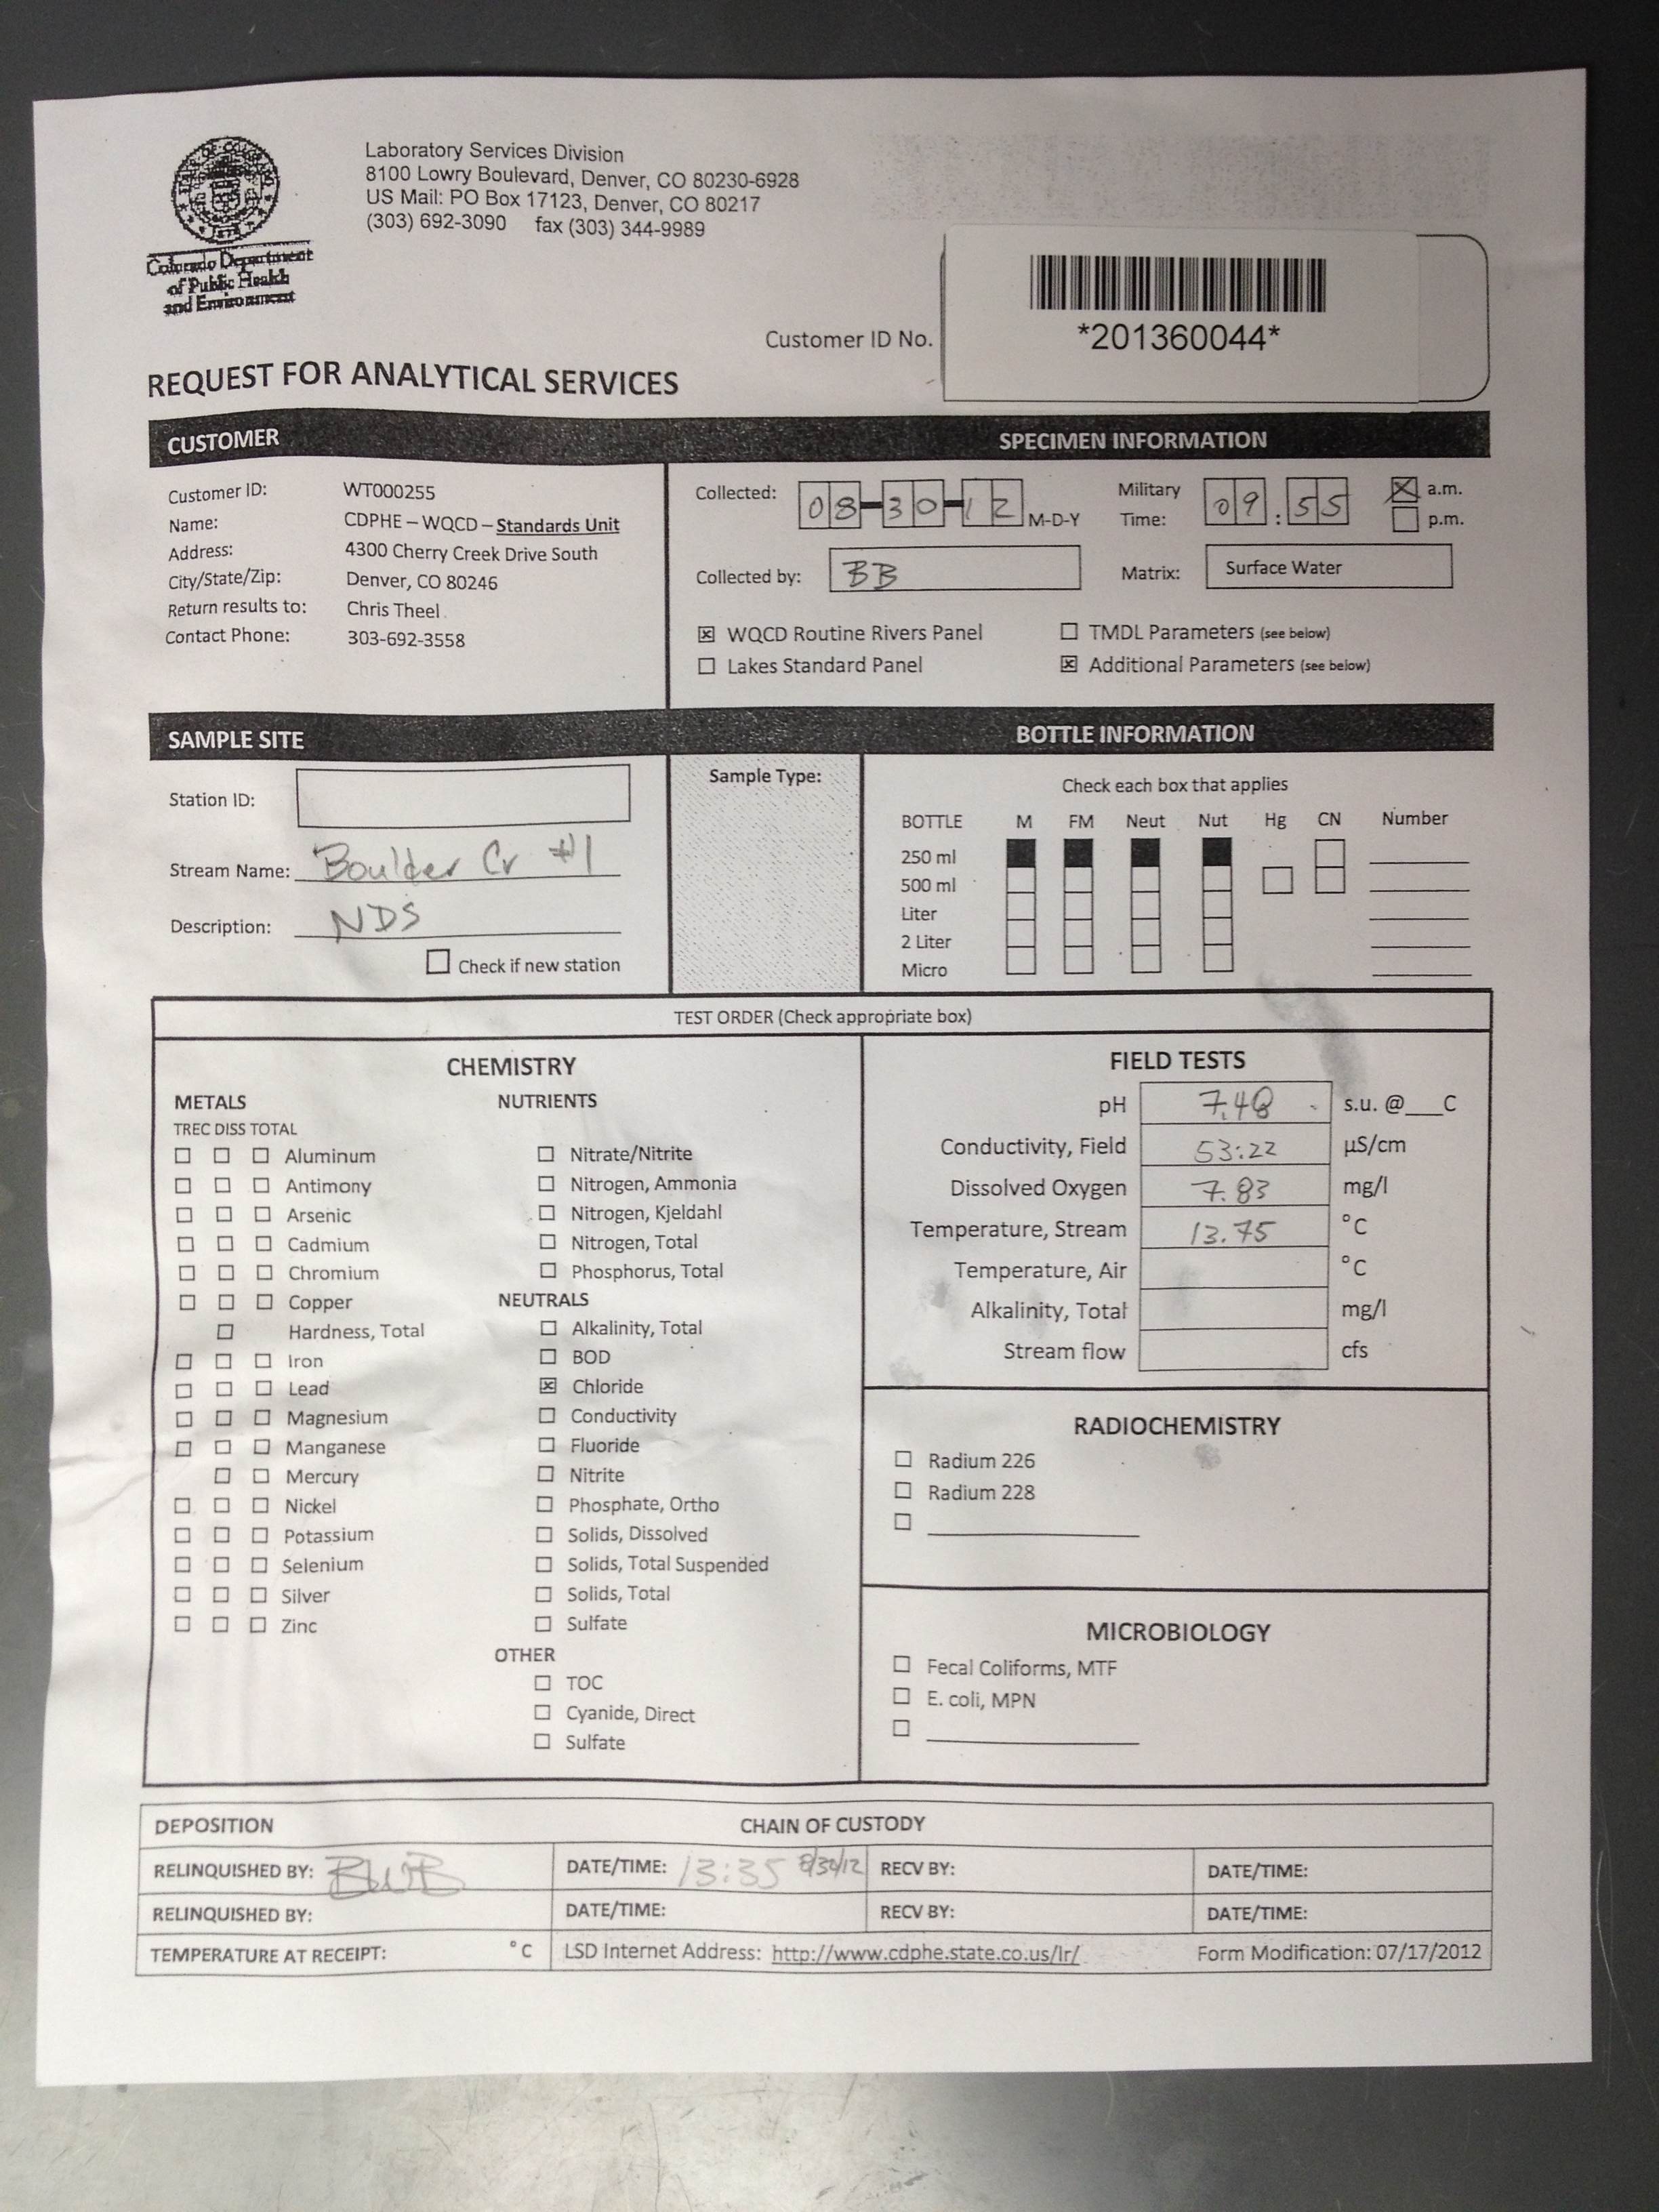 Laboratory Services Division
8100 Lowry Boulevard, Denver, CO 80230-6928
US Mail: PO Box 17123, Denver, CO 80217
(303) 692-3090 fax (303) 344-9989
Colorado Department
of Public Health
and Environment
Customer ID No.
*201360044*
REQUEST FOR ANALYTICAL SERVICES
CUSTOMER
Customer ID: WT000255
Name: CDPHE – WQCD – Standards Unit
Address: 4300 Cherry Creek Drive South
City/State/Zip: Denver, CO 80246
Return results to: Chris Theel
Contact Phone: 303-692-3558
SPECIMEN INFORMATION
Collected: 08-30-12 M-D-Y
Military Time: 09:55 a.m.
p.m.
Collected by: BB
Matrix: Surface Water
WQCD Routine Rivers Panel
TMDL Parameters (see below)
Lakes Standard Panel
Additional Parameters (see below)
SAMPLE SITE
Station ID:
Stream Name: Boulder Cr #1
Description: NDS
Check if new station
Sample Type:
BOTTLE INFORMATION
Check each box that applies
BOTTLE M FM Neut Nut Hg CN Number
250 ml
500 ml
Liter
2 Liter
Micro
TEST ORDER (Check appropriate box)
CHEMISTRY
METALS
TREC DISS TOTAL
Aluminum
Antimony
Arsenic
Cadmium
Chromium
Copper
Hardness, Total
Iron
Lead
Magnesium
Manganese
Mercury
Nickel
Potassium
Selenium
Silver
Zinc
NUTRIENTS
Nitrate/Nitrite
Nitrogen, Ammonia
Nitrogen, Kjeldahl
Nitrogen, Total
Phosphorus, Total
NEUTRALS
Alkalinity, Total
BOD
Chloride
Conductivity
Fluoride
Nitrite
Phosphate, Ortho
Solids, Dissolved
Solids, Total Suspended
Solids, Total
Sulfate
OTHER
TOC
Cyanide, Direct
Sulfate
FIELD TESTS
pH 7.48 s.u. @___C
Conductivity, Field 53:22 µS/cm
Dissolved Oxygen 7.83 mg/l
Temperature, Stream 13.75 °C
Temperature, Air °C
Alkalinity, Total mg/l
Stream flow cfs
RADIOCHEMISTRY
Radium 226
Radium 228
MICROBIOLOGY
Fecal Coliforms, MTF
E. coli, MPN
DEPOSITION CHAIN OF CUSTODY
RELINQUISHED BY: BWB DATE/TIME: 13:35 8/30/12 RECV BY: DATE/TIME:
RELINQUISHED BY: DATE/TIME: RECV BY: DATE/TIME:
TEMPERATURE AT RECEIPT: °C LSD Internet Address: http://www.cdphe.state.co.us/lr/ Form Modification: 07/17/2012